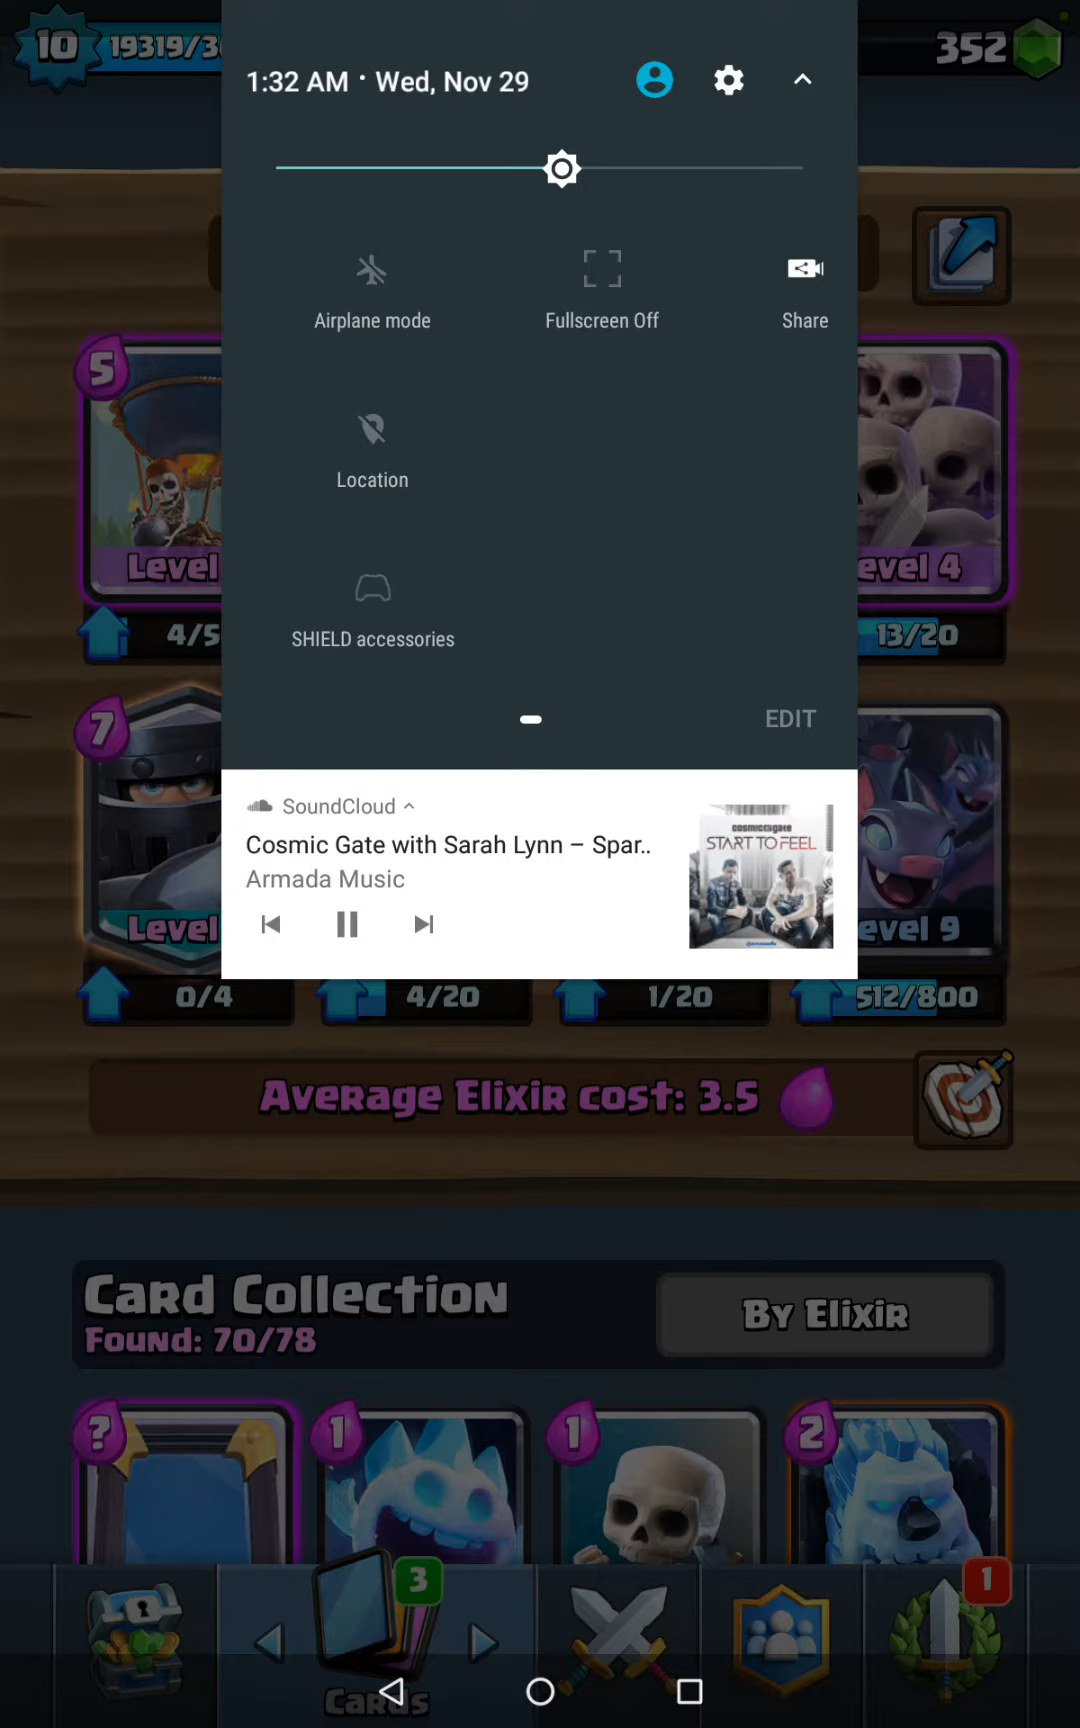 10
19319/3
352
1:32 AM · Wed, Nov 29
Airplane mode
Fullscreen Off
Share
Location
SHIELD accessories
EDIT
5
Level
evel 4
4/5
13/20
7
Level
evel 9
SoundCloud
Cosmic Gate with Sarah Lynn – Spar..
Armada Music
cosmicgate
START TO FEEL
0/4
4/20
1/20
512/800
Average Elixir cost: 3.5
Card Collection
Found: 70/78
By Elixir
?
1
1
2
3
1
Cards